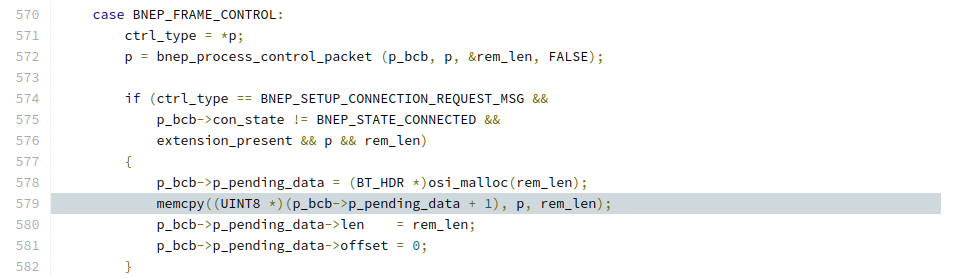 570 case BNEP_FRAME_CONTROL:
571 ctrl_type = *p;
572 p = bnep_process_control_packet (p_bcb, p, &rem_len, FALSE);
573
574 if (ctrl_type == BNEP_SETUP_CONNECTION_REQUEST_MSG &&
575 p_bcb->con_state != BNEP_STATE_CONNECTED &&
576 extension_present && p && rem_len)
577 {
578 p_bcb->p_pending_data = (BT_HDR *)osi_malloc(rem_len);
579 memcpy((UINT8 *)(p_bcb->p_pending_data + 1), p, rem_len);
580 p_bcb->p_pending_data->len    = rem_len;
581 p_bcb->p_pending_data->offset = 0;
582 }